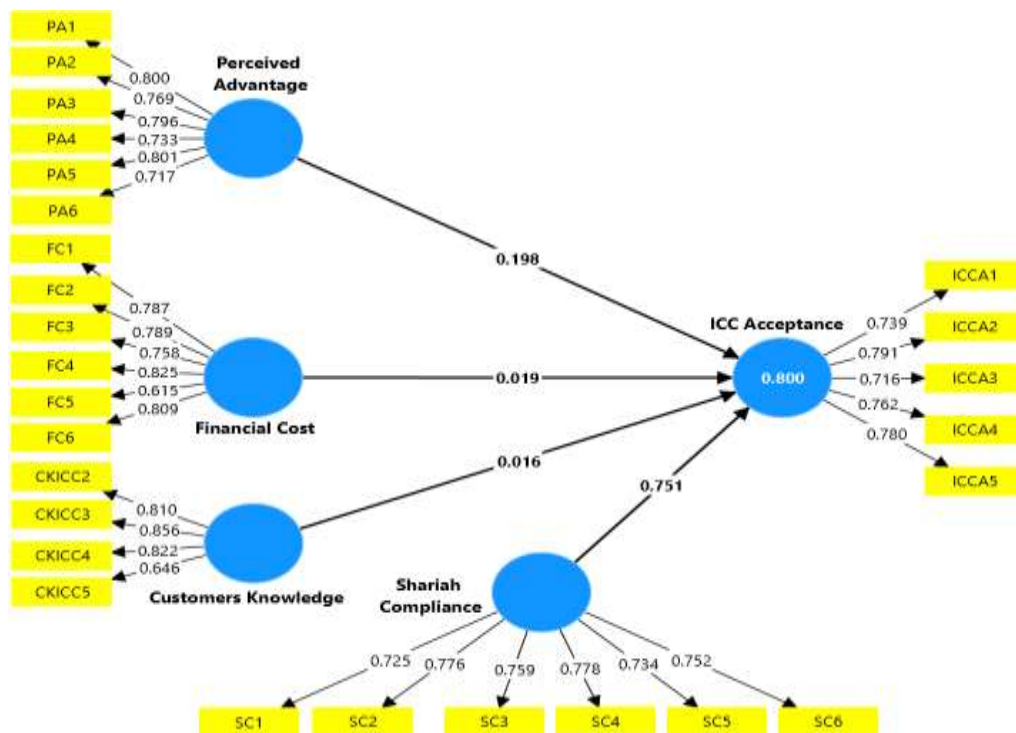 PA1
PA2
PA3
PA4
PA5
PA6
0.800
0.769
0.796
0.733
0.801
0.717
Perceived
Advantage
FC1
FC2
FC3
FC4
FC5
FC6
0.787
0.789
0.758
0.825
0.615
0.809
Financial Cost
CKICC2
CKICC3
CKICC4
CKICC5
0.810
0.856
0.822
0.646
Customers Knowledge
0.198
0.019
0.016
0.751
Shariah
Compliance
0.725
0.776
0.759
0.778
0.734
0.752
SC1
SC2
SC3
SC4
SC5
SC6
ICC Acceptance
0.800
0.739
0.791
0.716
0.762
0.780
ICCA1
ICCA2
ICCA3
ICCA4
ICCA5